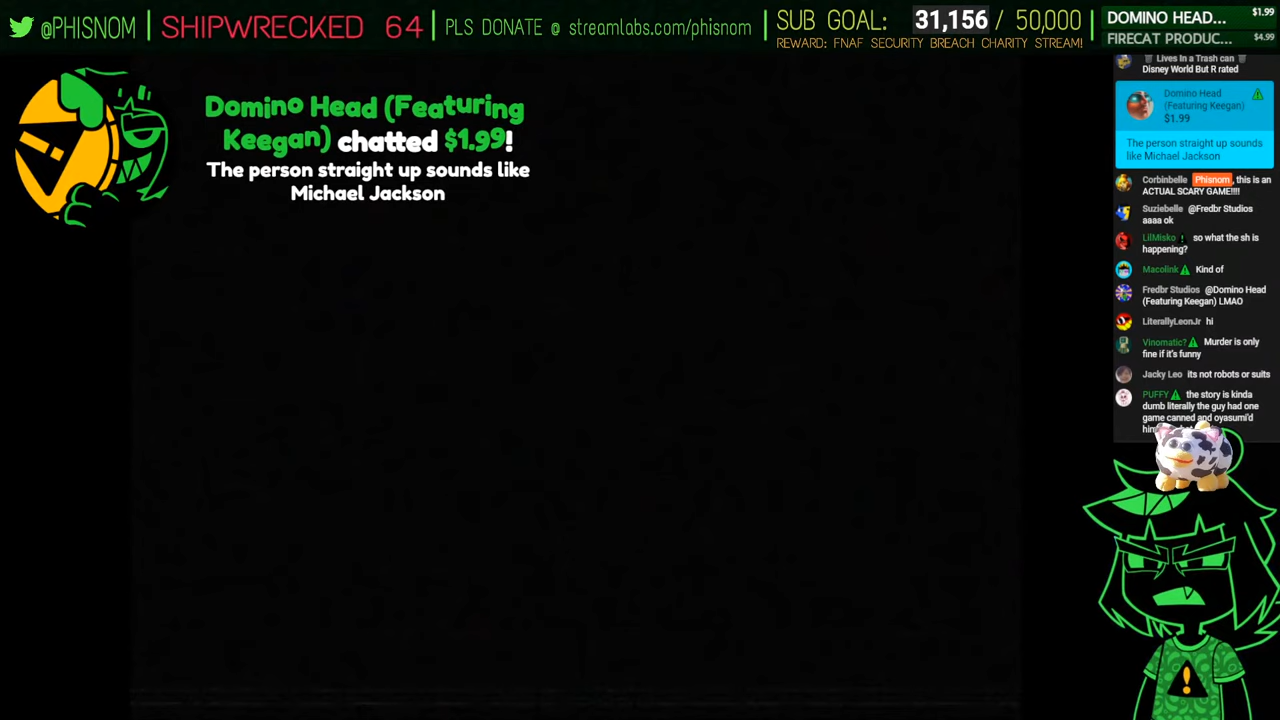 @PHISNOM | SHIPWRECKED 64 | PLS DONATE @ streamlabs.com/phisnom | SUB GOAL: 31,156 / 50,000 |
REWARD: FNAF SECURITY BREACH CHARITY STREAM!
DOMINO HEAD... $1.99
FIRECAT PRODUC... $4.99
Domino Head (Featuring
Keegan) chatted $1.99!
The person straight up sounds like
Michael Jackson
Lives In a Trash can
Disney World But R rated
Domino Head
(Featuring Keegan)
$1.99
The person straight up sounds
like Michael Jackson
Corbinbelle Phisnom, this is an
ACTUAL SCARY GAME!!!!
Suziebelle @Fredbr Studios
aaaa ok
LilMisko so what the sh is
happening?
Macolink Kind of
Fredbr Studios @Domino Head
(Featuring Keegan) LMAO
LiterallyLeonJr hi
Vinomatic? Murder is only
fine if it's funny
Jacky Leo its not robots or suits
PUFFY the story is kinda
dumb literally the guy had one
game canned and oyasumi'd